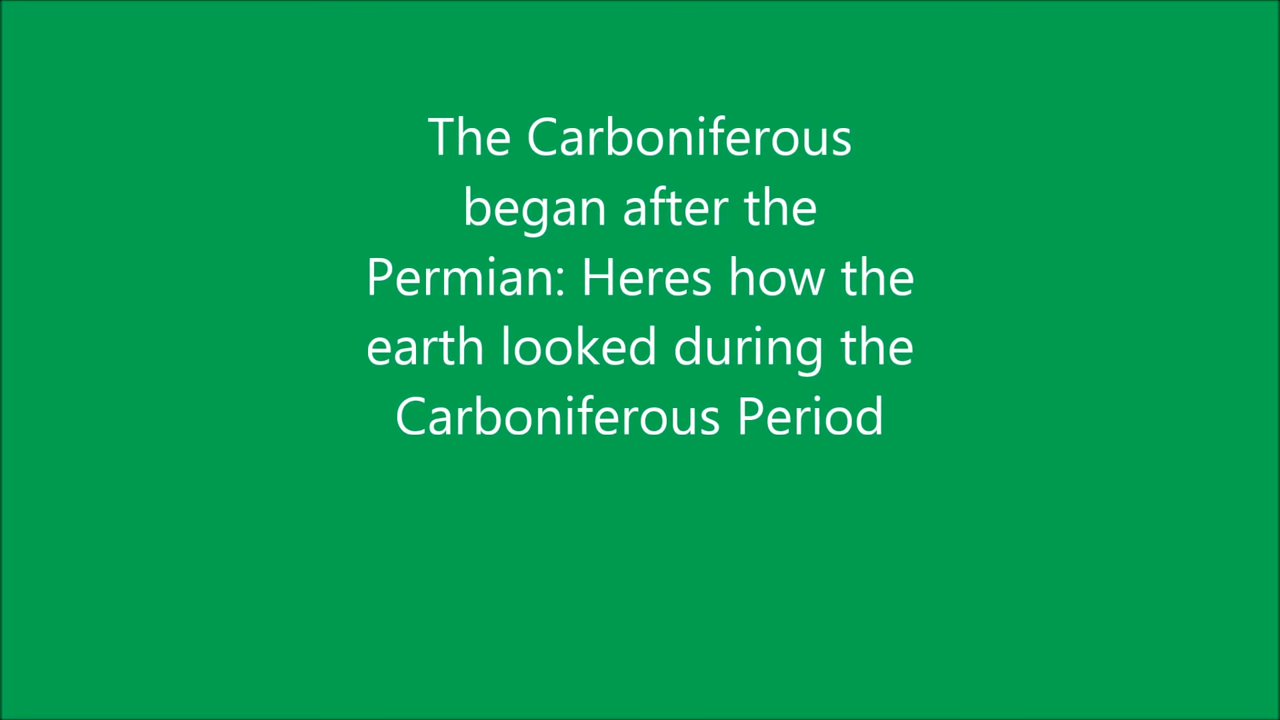 The Carboniferous
began after the
Permian: Heres how the
earth looked during the
Carboniferous Period